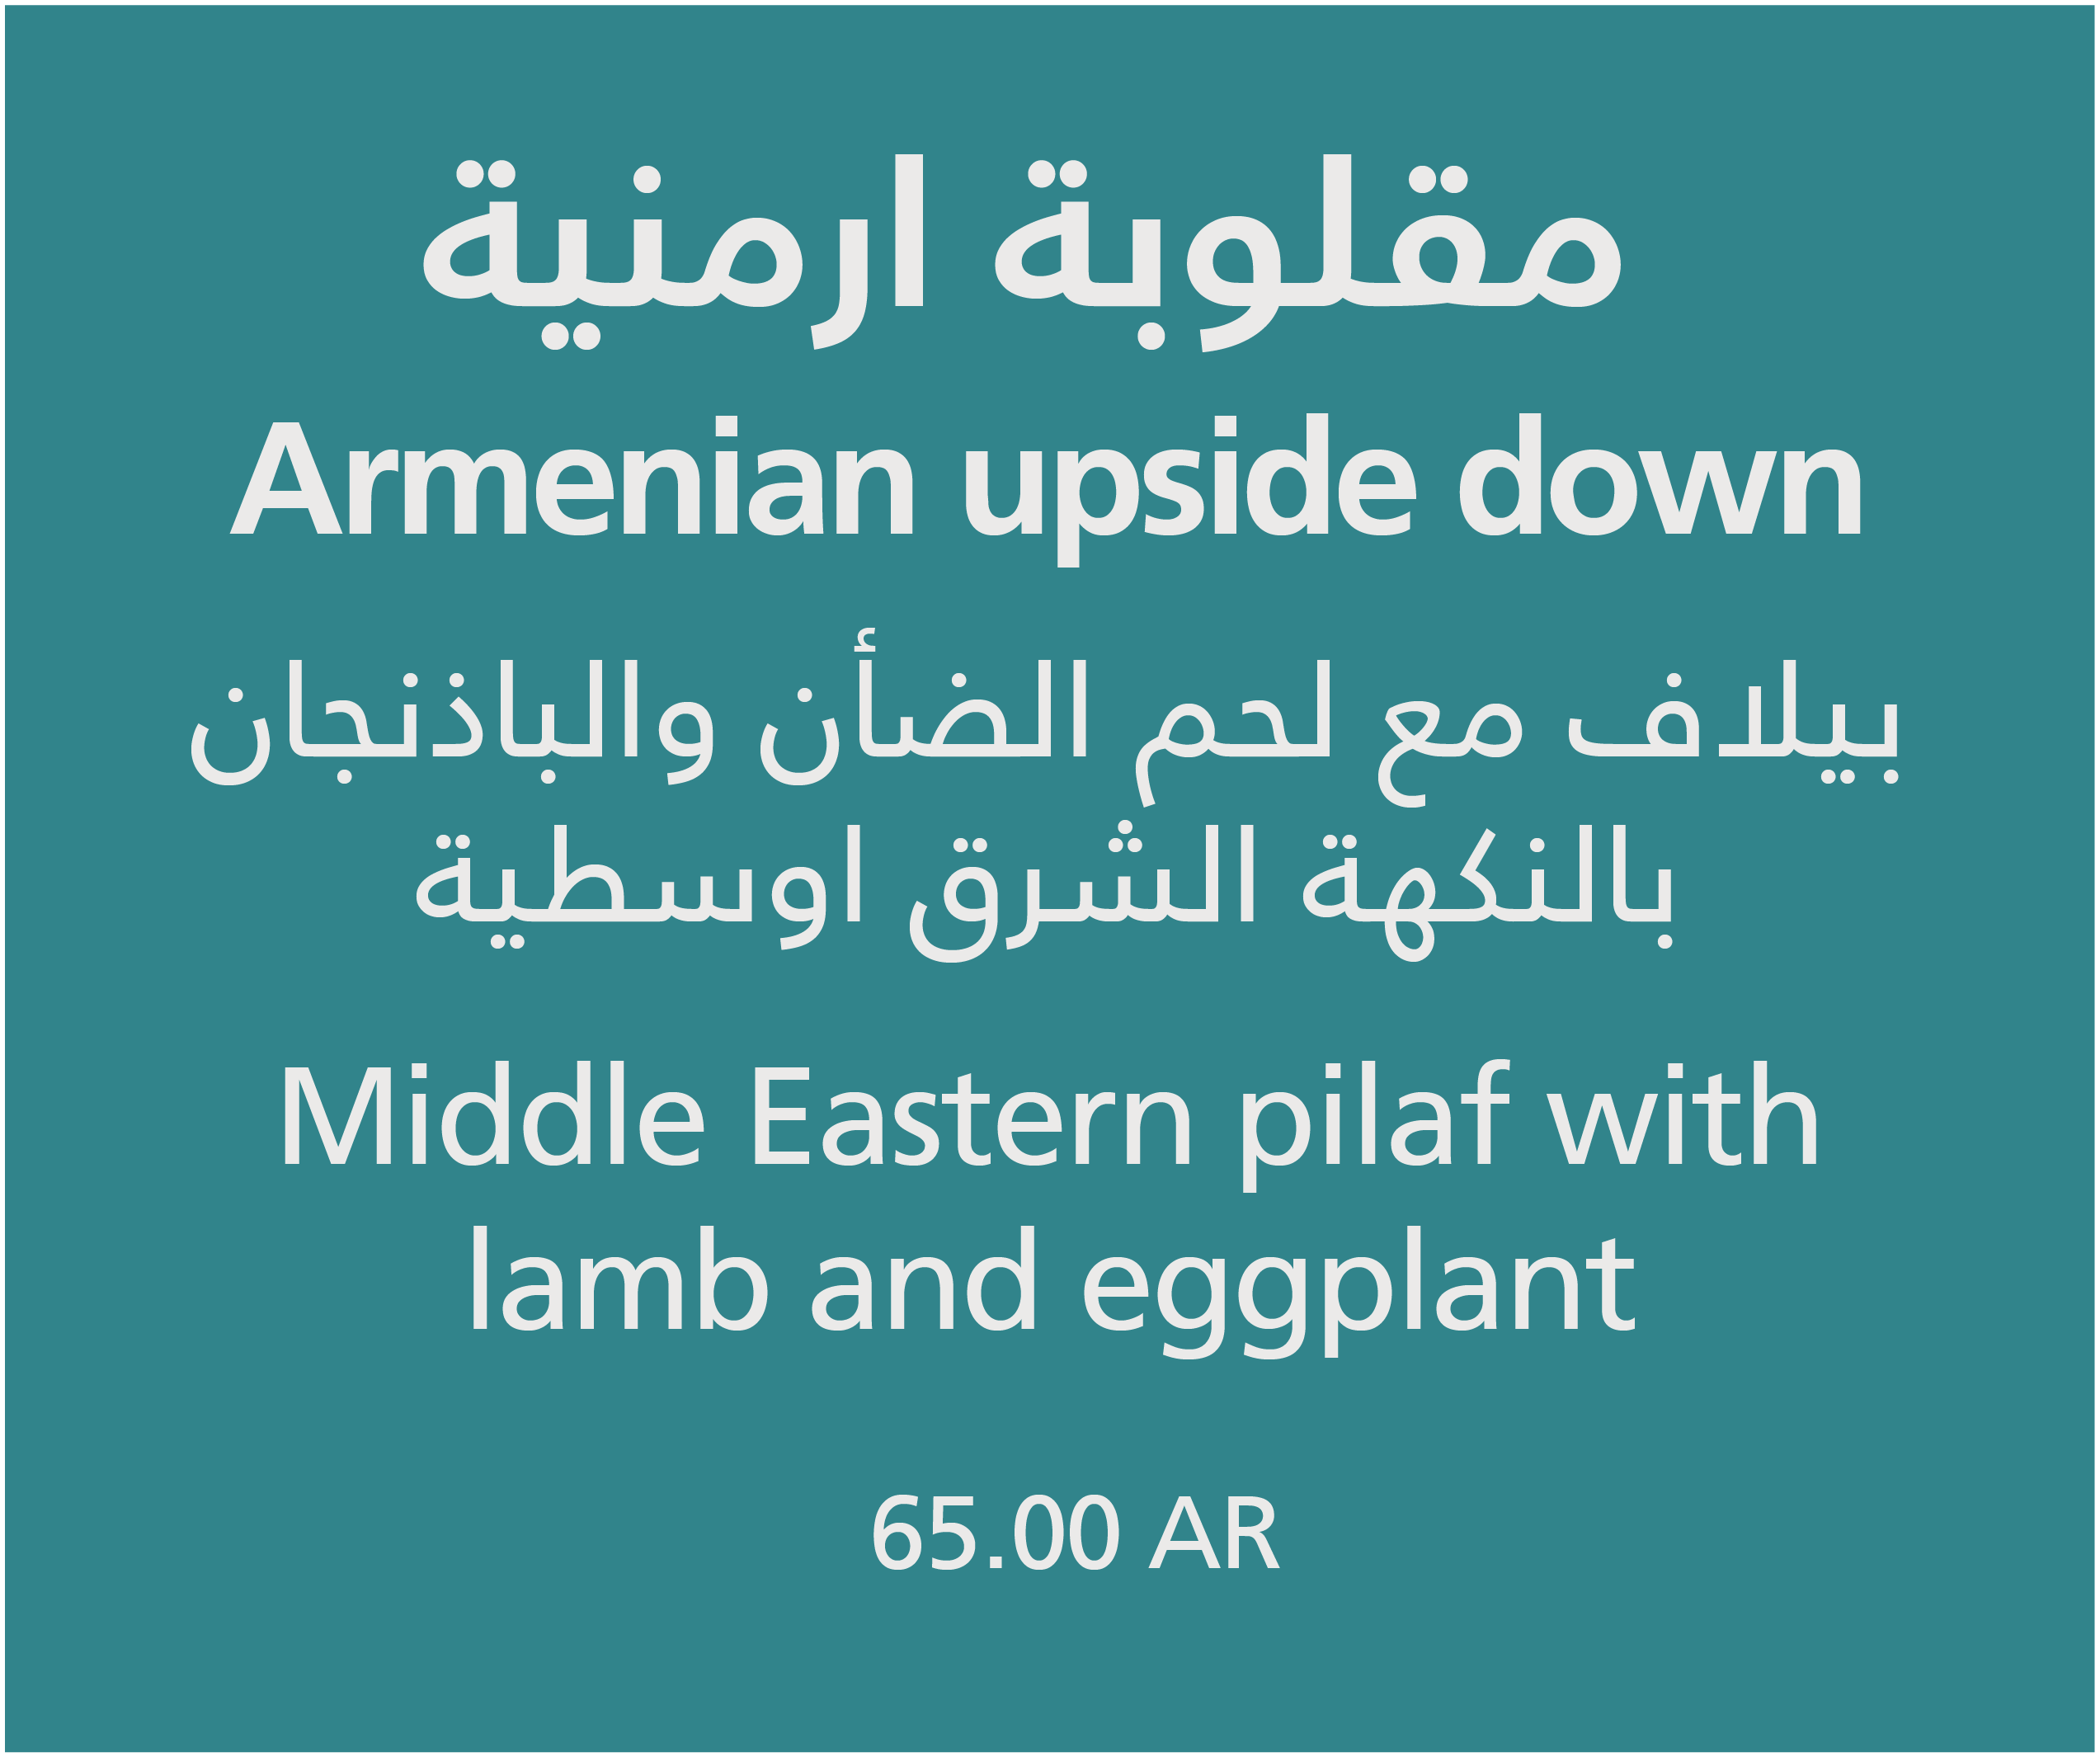 مقلوبة ارمنية
Armenian upside down
بيلاف مع لحم الضأن والباذنجان
بالنكهة الشرق اوسطية
Middle Eastern pilaf with
lamb and eggplant
65.00 AR